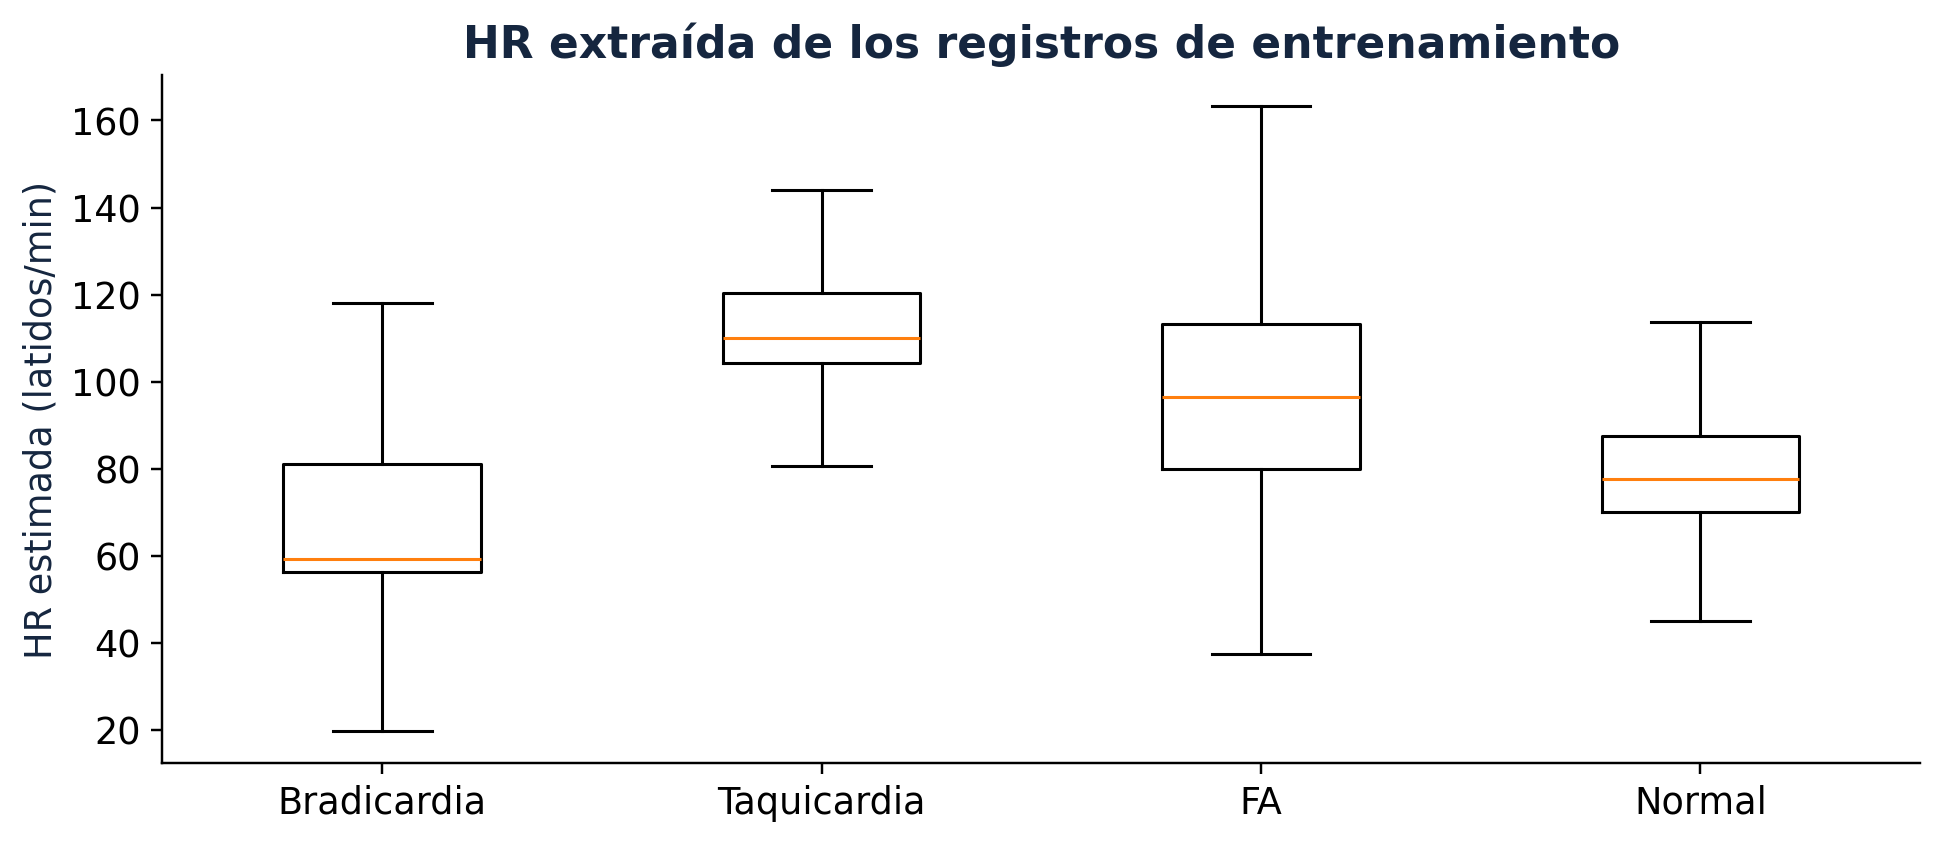 HR extraída de los registros de entrenamiento
HR estimada (latidos/min)
160
140
120
100
80
60
40
20
Bradicardia
Taquicardia
FA
Normal